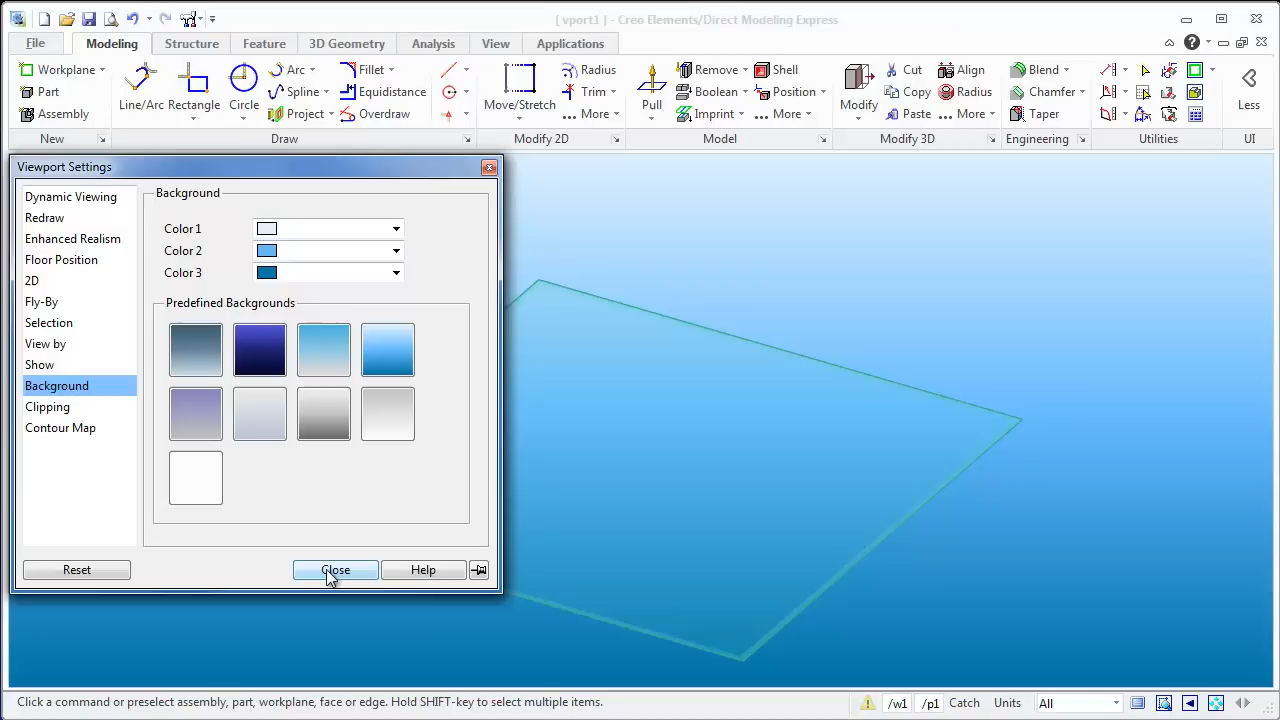 [ vport1 ] - Creo Elements/Direct Modeling Express
File Modeling Structure Feature 3D Geometry Analysis View Applications
Workplane
Part
Assembly
New
Line/Arc Rectangle Circle
Arc
Spline
Project
Fillet
Equidistance
Overdraw
Draw
Move/Stretch
Radius
Trim
More
Modify 2D
Pull
Remove
Boolean
Imprint
Shell
Position
More
Model
Modify
Cut
Copy
Paste
Align
Radius
More
Modify 3D
Blend
Chamfer
Taper
Engineering
Utilities
Less
UI
Viewport Settings
Dynamic Viewing
Redraw
Enhanced Realism
Floor Position
2D
Fly-By
Selection
View by
Show
Background
Clipping
Contour Map
Background
Color 1
Color 2
Color 3
Predefined Backgrounds
Reset
Close
Help
Click a command or preselect assembly, part, workplane, face or edge. Hold SHIFT-key to select multiple items.
/w1 /p1 Catch Units All